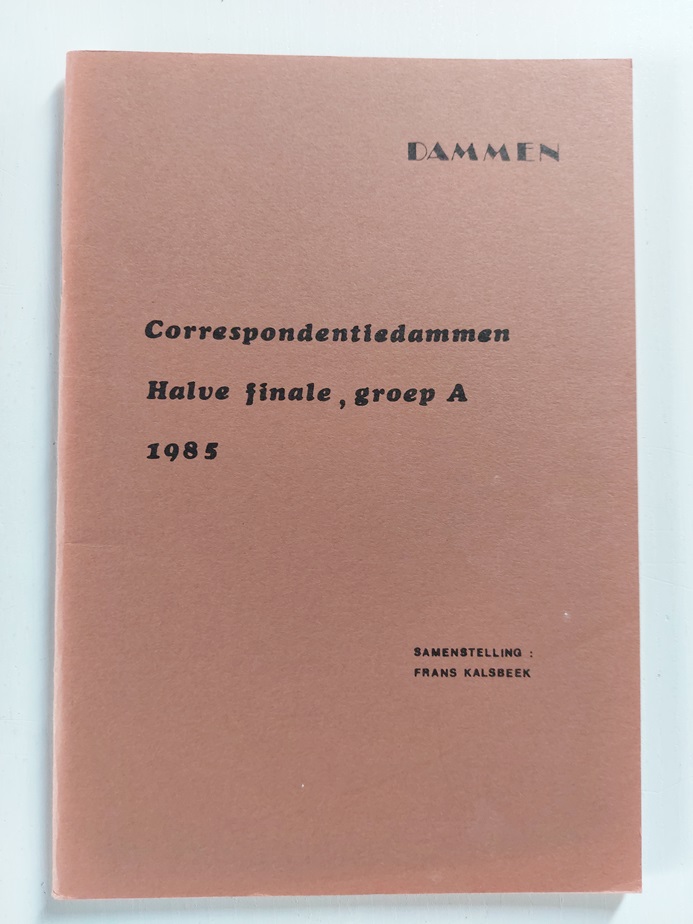 DAMMEN
Correspondentiedammen
Halve finale, groep A
1985
SAMENSTELLING :
FRANS KALSBEEK